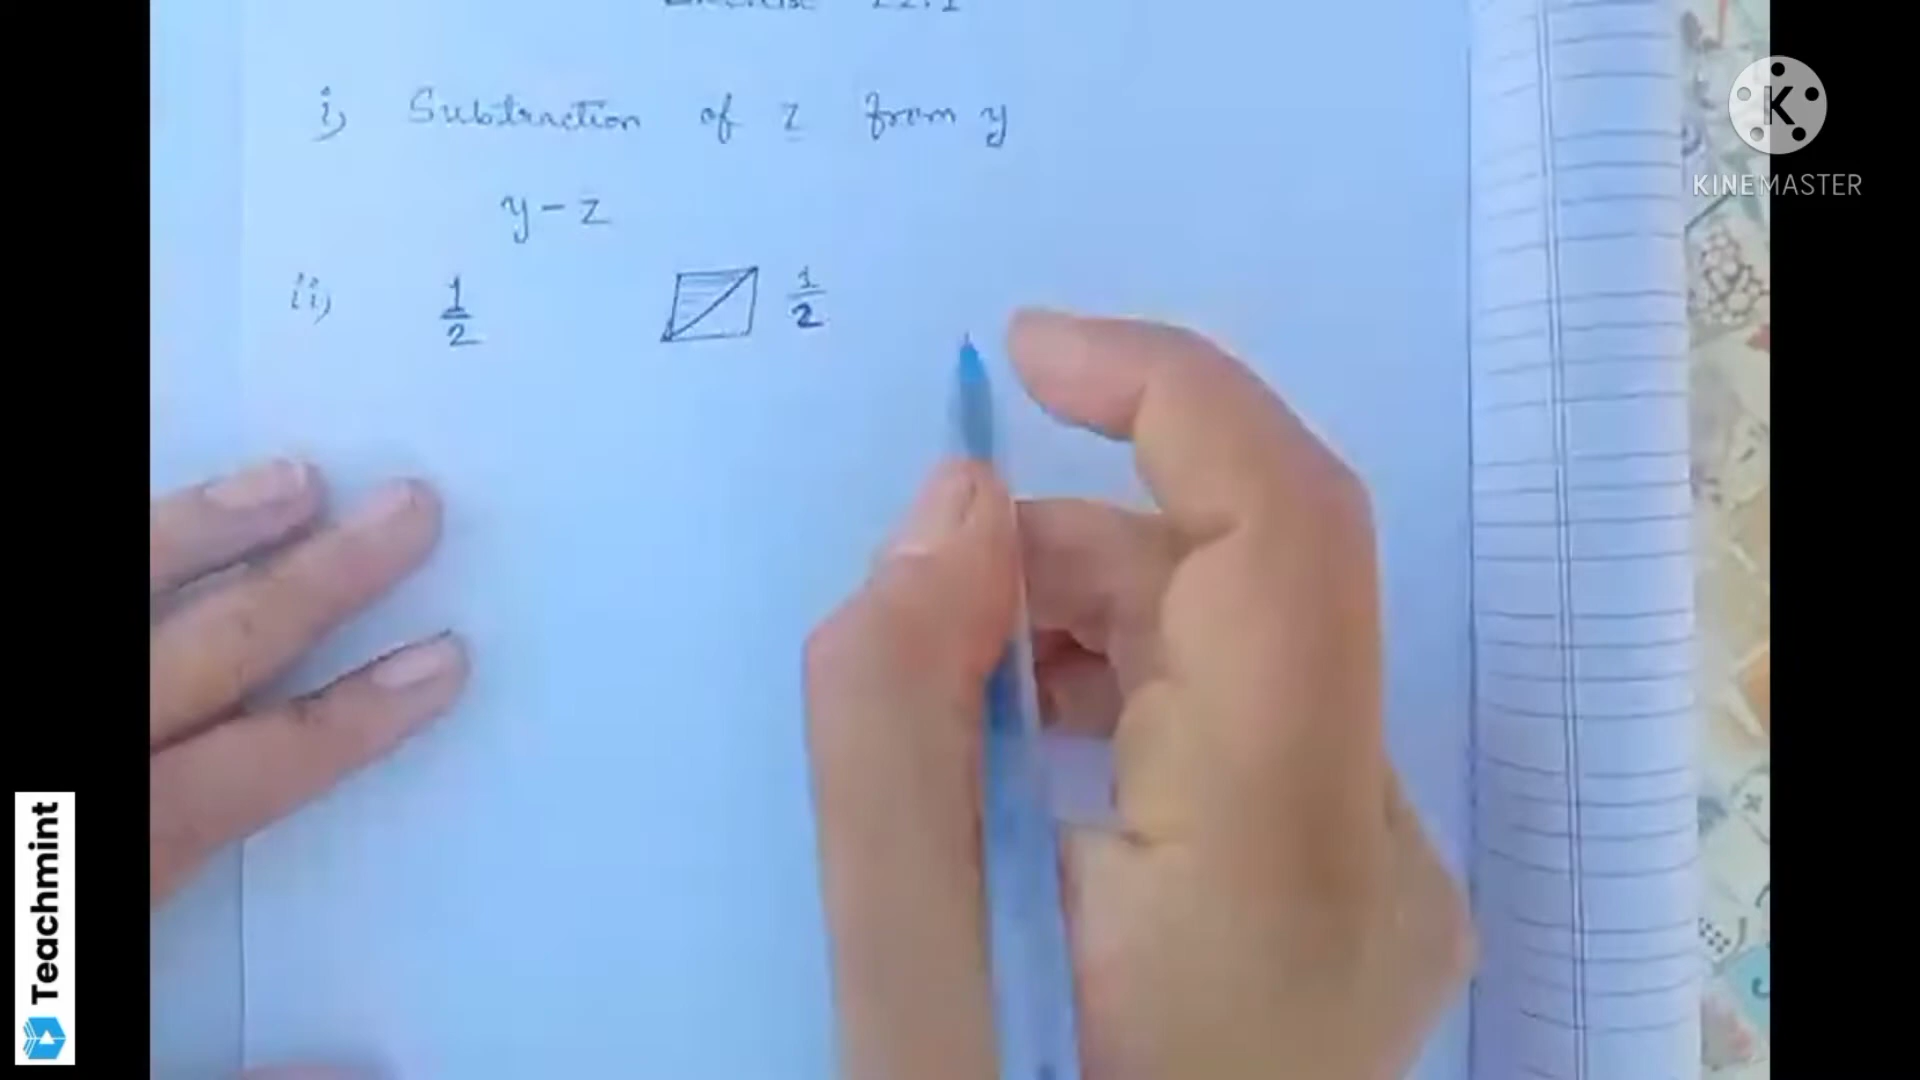 i) Subtraction of z from y
y - z
ii) 1/2 1/2
KINEMASTER
Teachmint